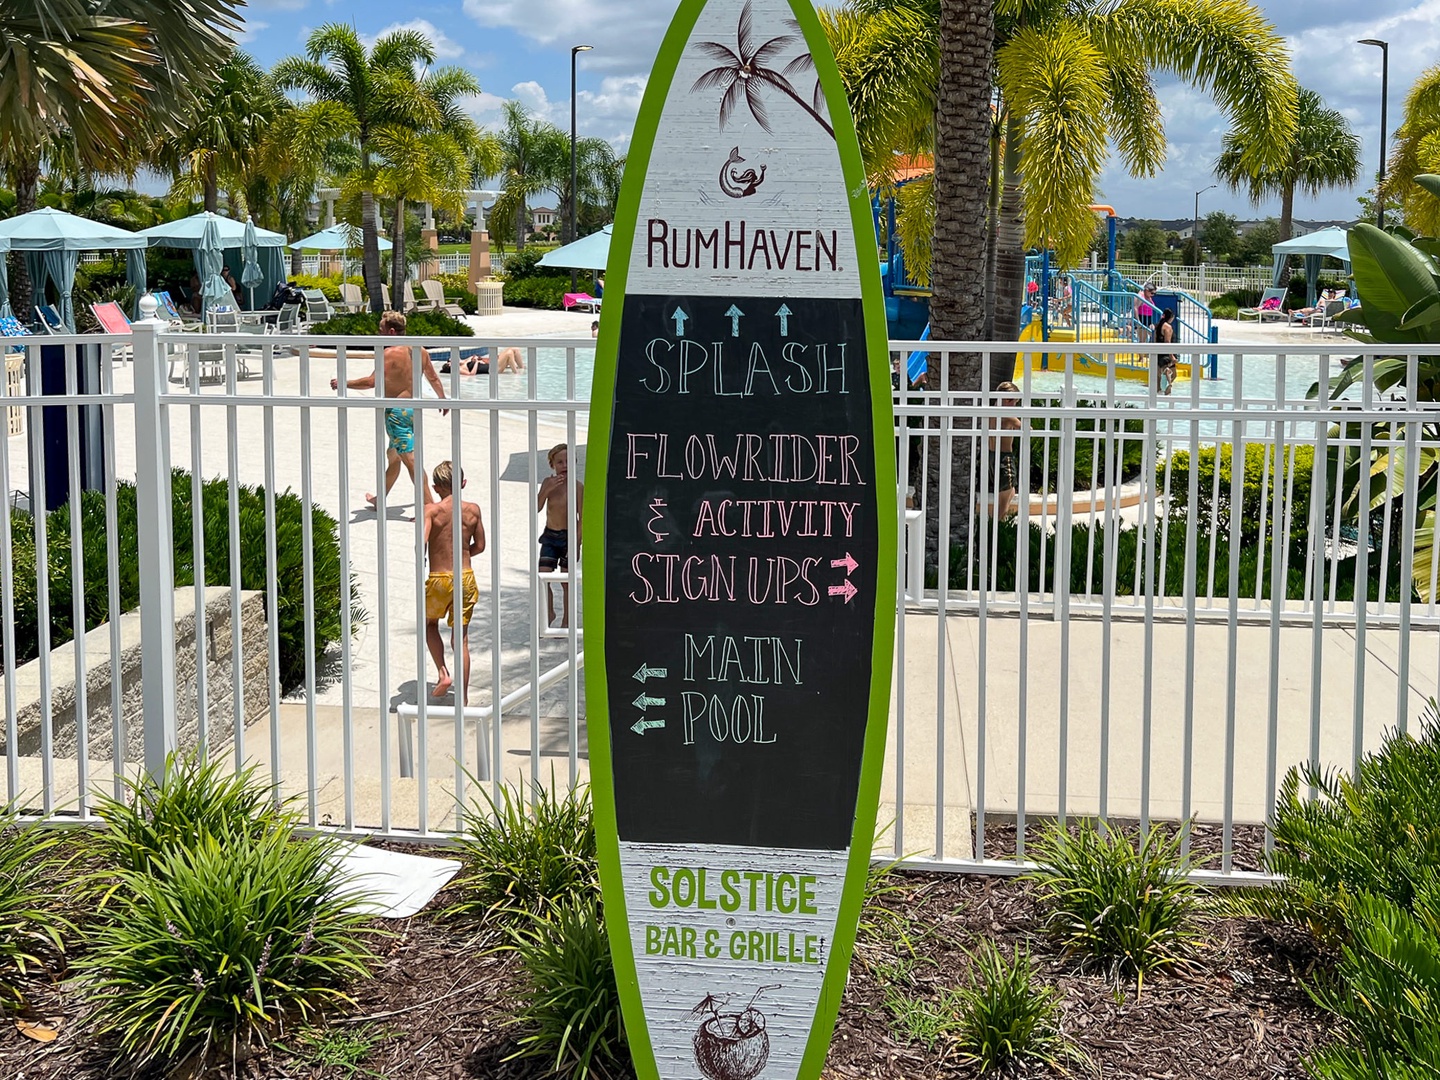 RUMHAVEN
SPLASH
FLOWRIDER
& ACTIVITY
SIGN UPS
MAIN
POOL
SOLSTICE
BAR & GRILLE